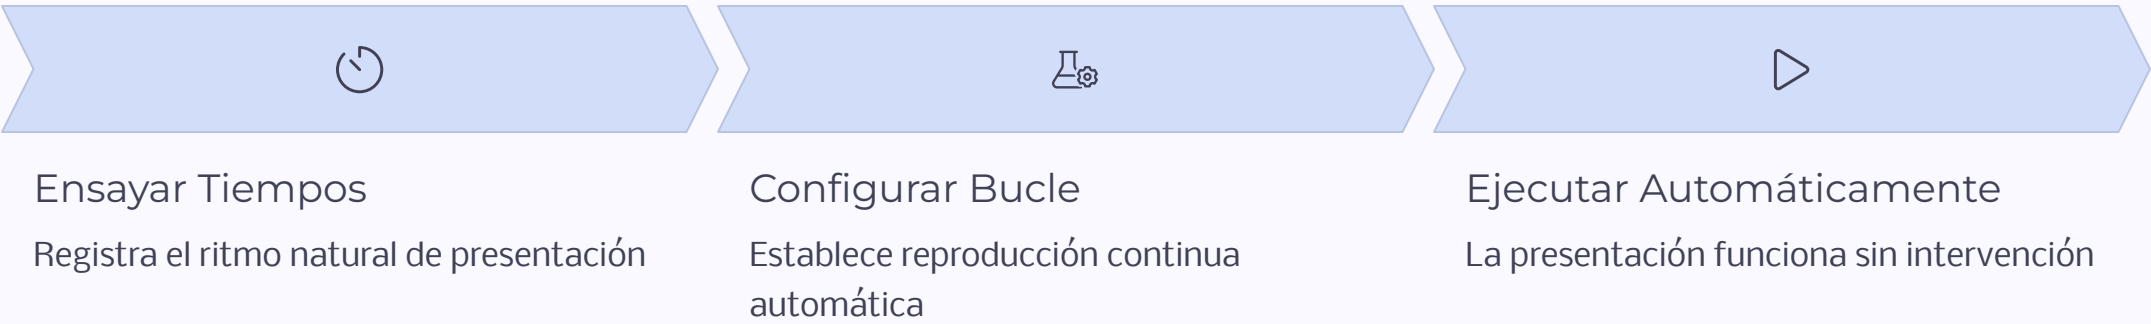 Ensayar Tiempos
Registra el ritmo natural de presentación
Configurar Bucle
Establece reproducción continua
automática
Ejecutar Automáticamente
La presentación funciona sin intervención